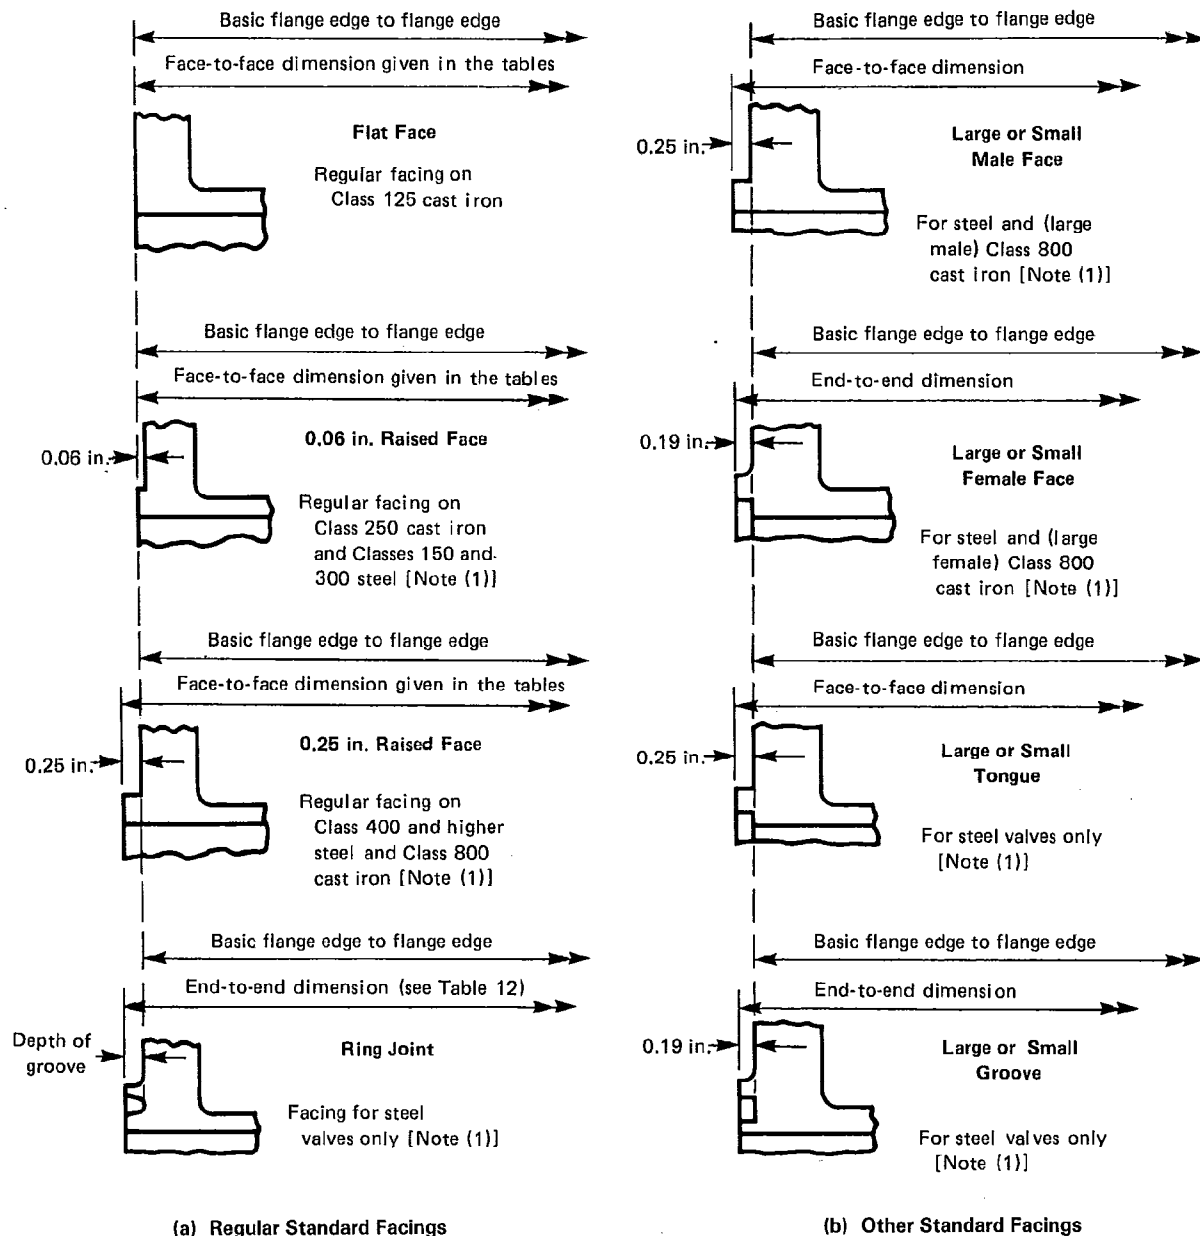 Basic flange edge to flange edge
Face-to-face dimension given in the tables
Flat Face
Regular facing on
Class 125 cast iron
Basic flange edge to flange edge
Face-to-face dimension given in the tables
0.06 in. Raised Face
0.06 in.
Regular facing on
Class 250 cast iron
and Classes 150 and
300 steel [Note (1)]
Basic flange edge to flange edge
Face-to-face dimension given in the tables
0.25 in. Raised Face
0.25 in.
Regular facing on
Class 400 and higher
steel and Class 800
cast iron [Note (1)]
Basic flange edge to flange edge
End-to-end dimension (see Table 12)
Depth of
groove
Ring Joint
Facing for steel
valves only [Note (1)]
(a) Regular Standard Facings
Basic flange edge to flange edge
Face-to-face dimension
0.25 in.
Large or Small
Male Face
For steel and (large
male) Class 800
cast iron [Note (1)]
Basic flange edge to flange edge
End-to-end dimension
0.19 in.
Large or Small
Female Face
For steel and (large
female) Class 800
cast iron [Note (1)]
Basic flange edge to flange edge
Face-to-face dimension
0.25 in.
Large or Small
Tongue
For steel valves only
[Note (1)]
Basic flange edge to flange edge
End-to-end dimension
0.19 in.
Large or Small
Groove
For steel valves only
[Note (1)]
(b) Other Standard Facings